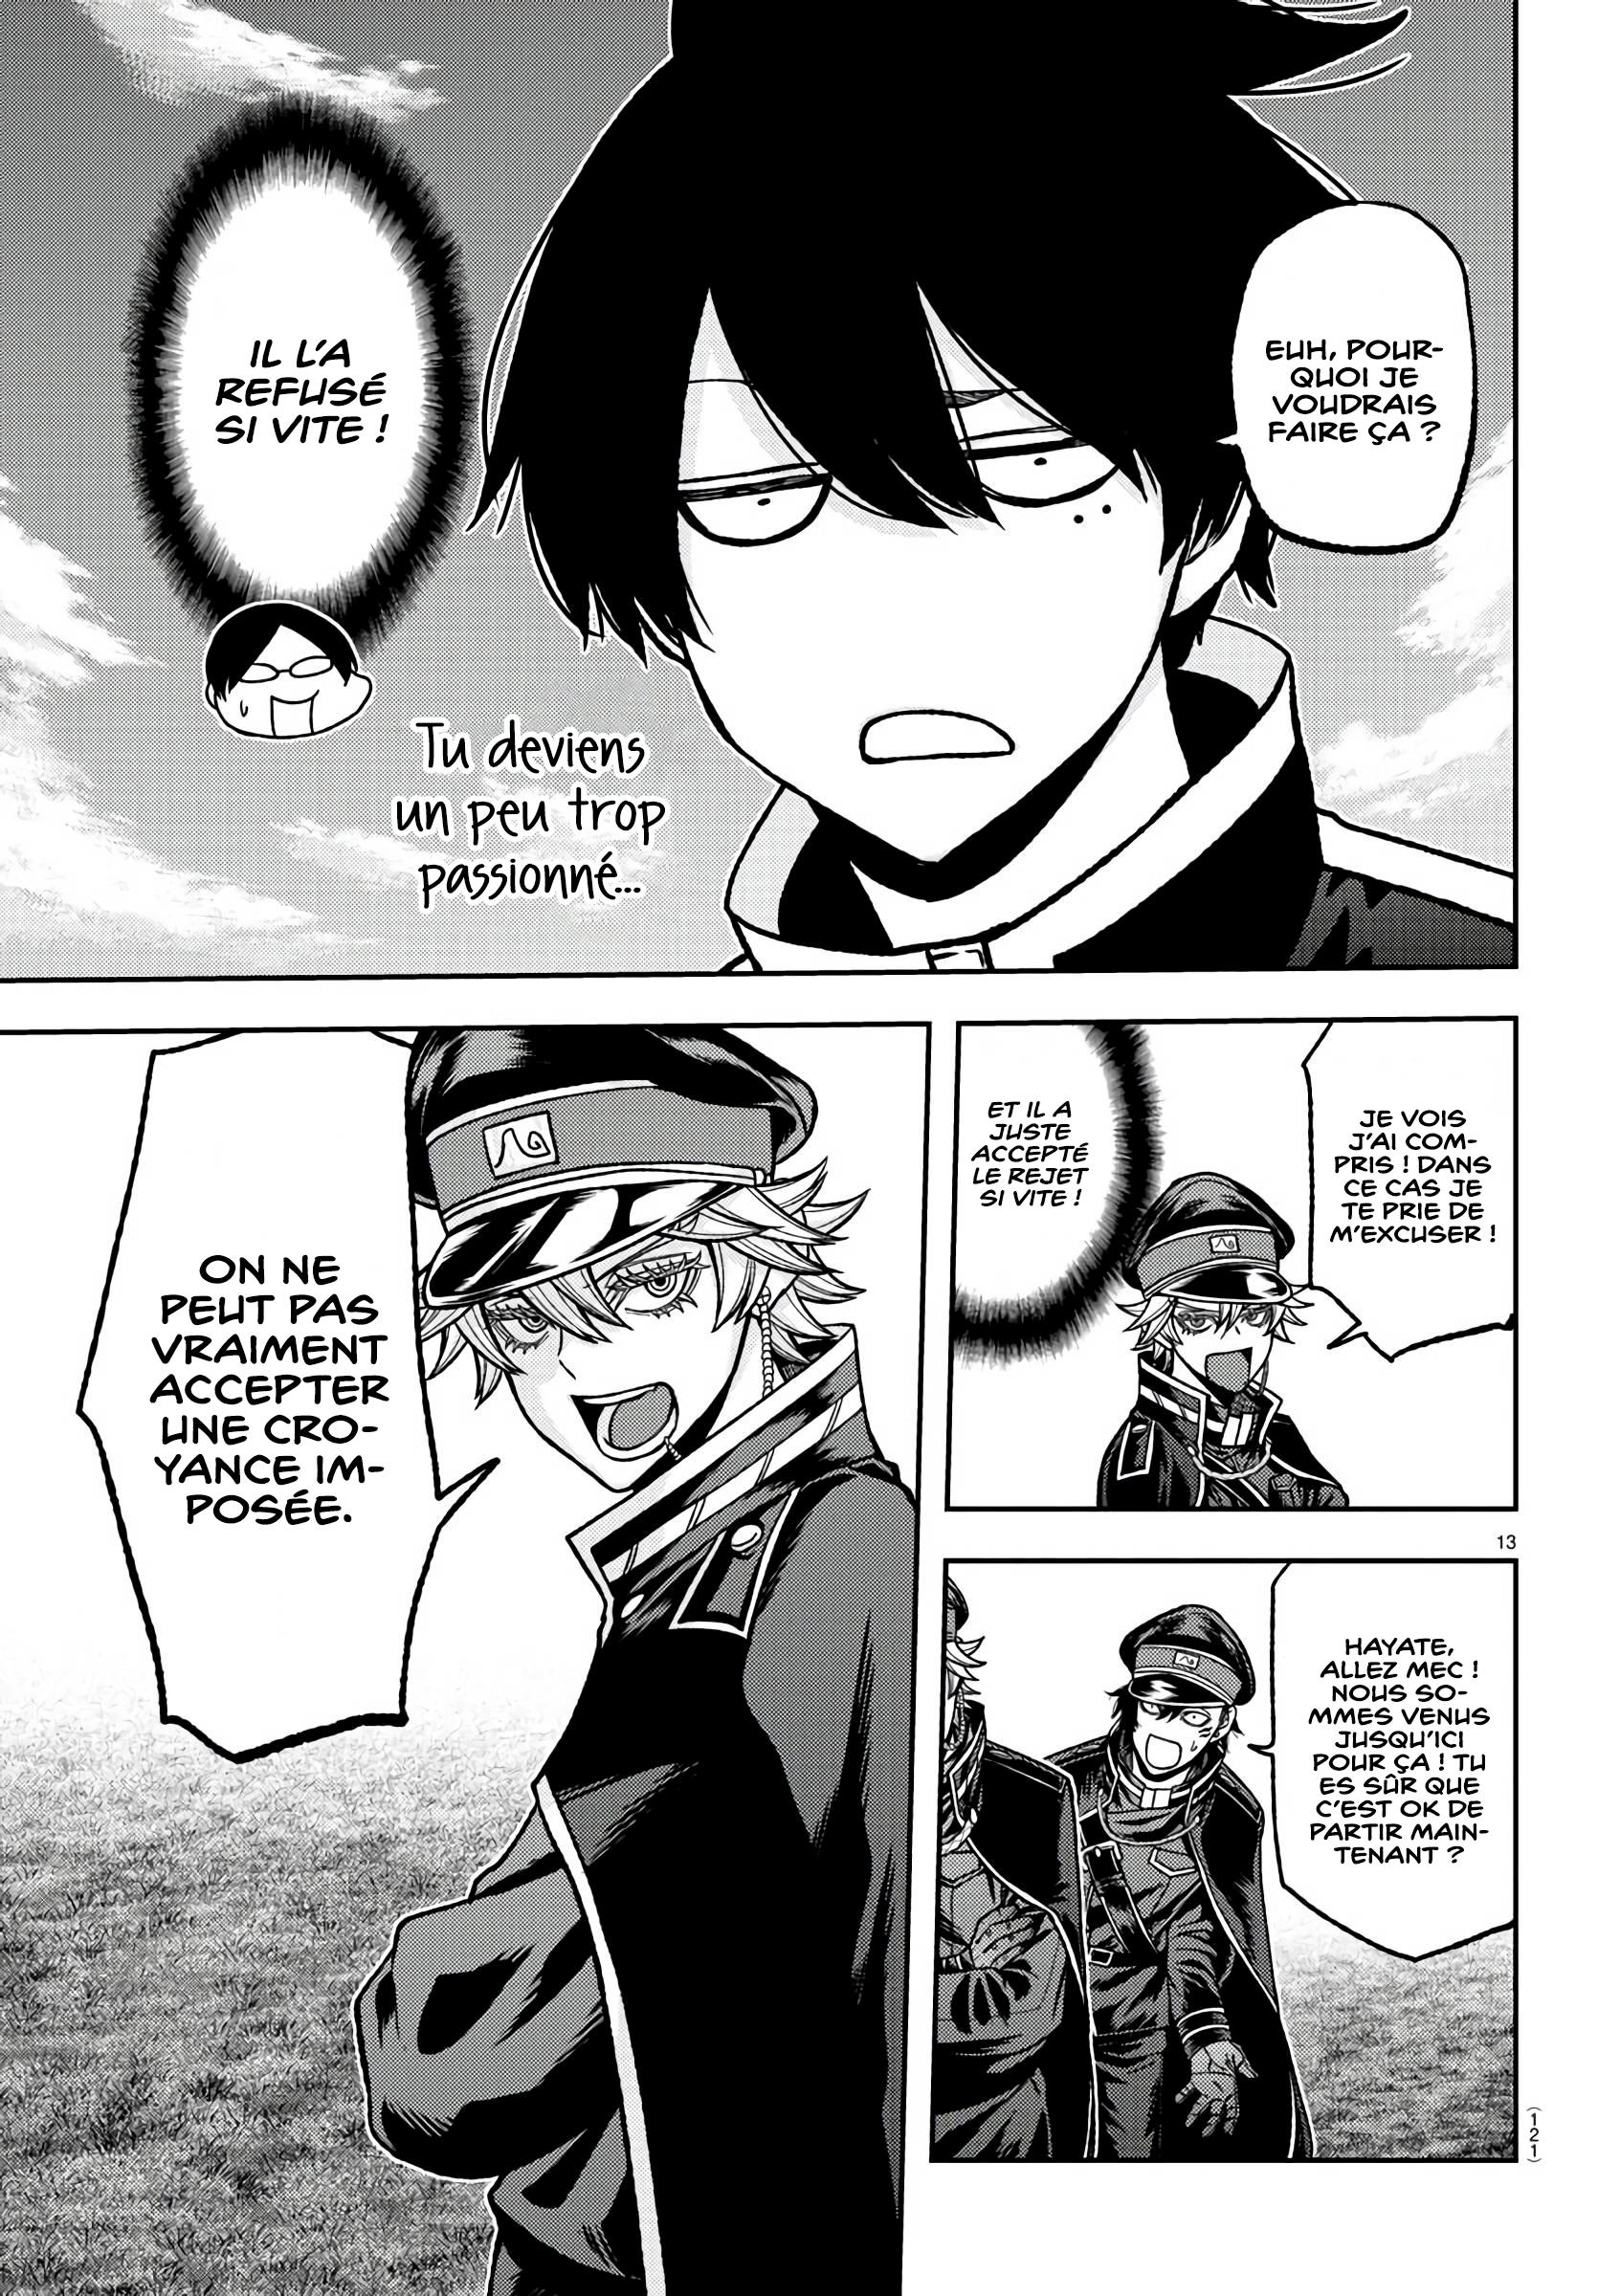 EUH, POUR-
QUOI JE
VOUDRAIS
FAIRE ÇA ?
IL L'A
REFUSÉ
SI VITE !
Tu deviens
un peu trop
passionné...
JE VOIS
J'AI COM-
PRIS ! DANS
CE CAS JE
TE PRIE DE
M'EXCUSER !
ET IL A
JUSTE
ACCEPTÉ
LE REJET
SI VITE !
13
HAYATE,
ALLEZ MEC !
NOUS SO-
MMES VENUS
JUSQU'ICI
POUR ÇA ! TU
ES SÛR QUE
C'EST OK DE
PARTIR MAIN-
TENANT ?
ON NE
PEUT PAS
VRAIMENT
ACCEPTER
UNE CRO-
YANCE IM-
POSÉE.
(121)